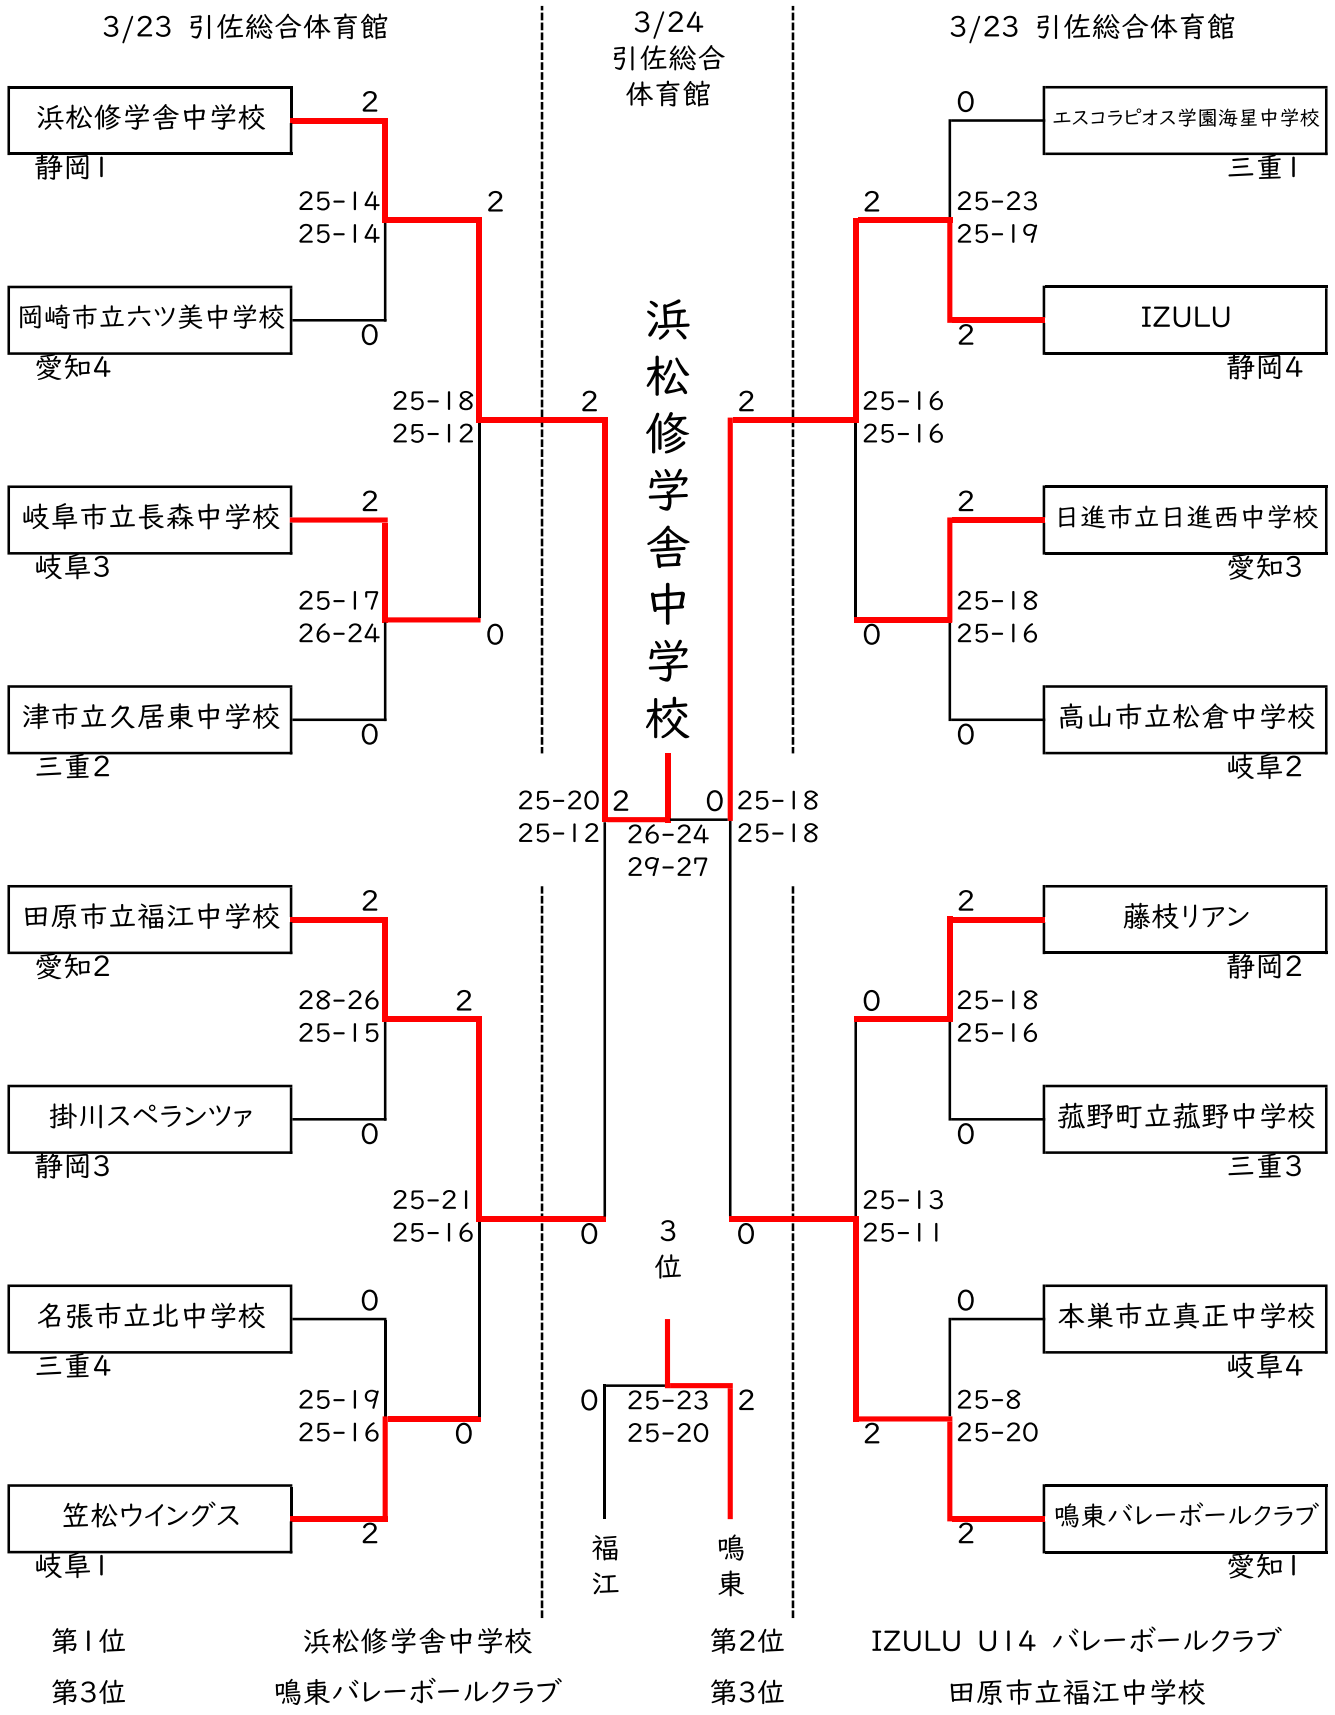 3/23 引佐総合体育館
3/24
引佐総合
体育館
3/23 引佐総合体育館
浜松修学舎中学校
静岡1
2
25-14
25-14
岡崎市立六ツ美中学校
愛知4
0
2
25-18
25-12
岐阜市立長森中学校
岐阜3
2
25-17
26-24
0
津市立久居東中学校
三重2
0
2
25-20
25-12
田原市立福江中学校
愛知2
2
28-26
25-15
2
掛川スペランツァ
静岡3
0
25-21
25-16
0
名張市立北中学校
三重4
0
25-19
25-16
0
笠松ウイングス
岐阜1
2
浜松修学舎中学校
2
0
26-24
29-27
3位
0
25-23
25-20
2
福江
鳴東
エスコラピオス学園海星中学校
三重1
0
2
25-23
25-19
IZULU
静岡4
2
2
25-16
25-16
日進市立日進西中学校
愛知3
2
25-18
25-16
0
高山市立松倉中学校
岐阜2
0
25-18
25-18
藤枝リアン
静岡2
2
0
25-18
25-16
菰野町立菰野中学校
三重3
0
25-13
25-11
0
本巣市立真正中学校
岐阜4
0
25-8
25-20
2
鳴東バレーボールクラブ
愛知1
2
第1位 浜松修学舎中学校 第2位 IZULU U14 バレーボールクラブ
第3位 鳴東バレーボールクラブ 第3位 田原市立福江中学校